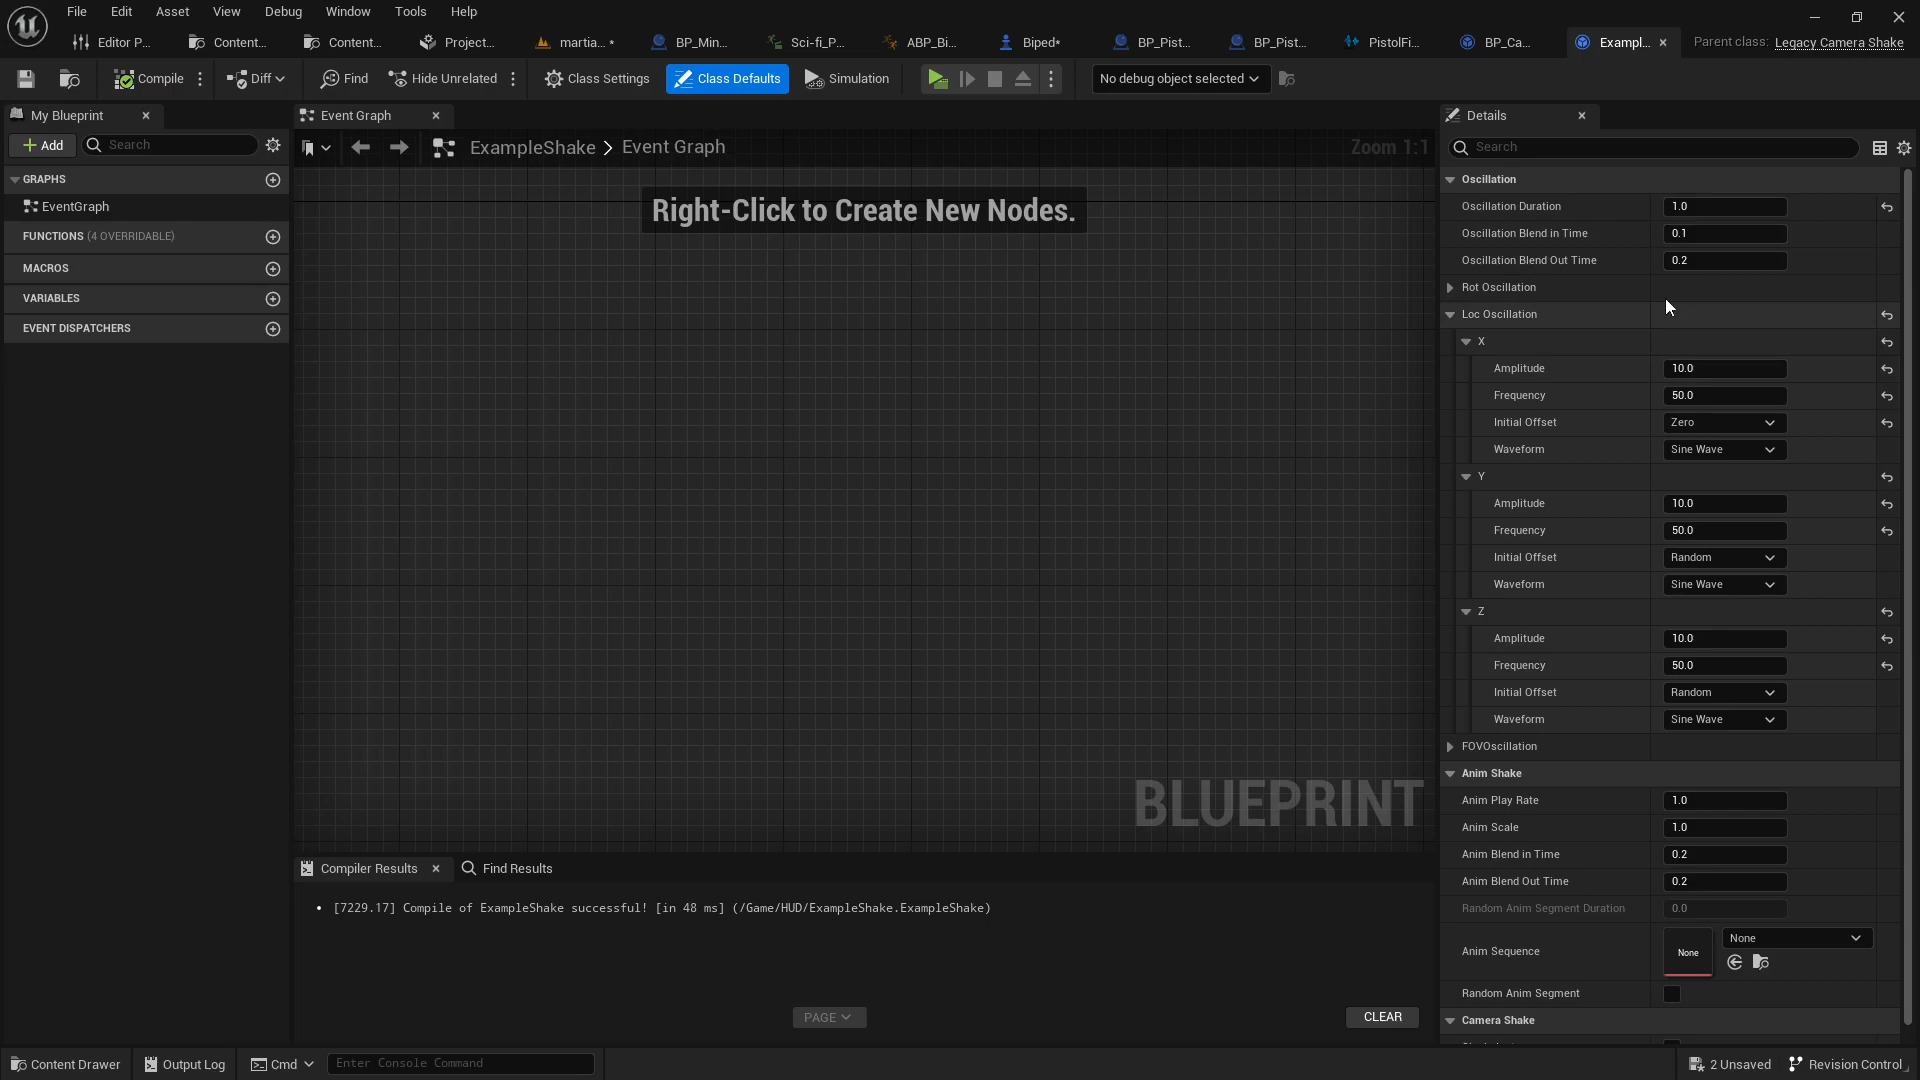 File Edit Asset View Debug Window Tools Help
Editor P... Content... Content... Project... martia... * BP_Min... Sci-fi_P... ABP_Bi... Biped* BP_Pist... BP_Pist... PistolFi... BP_Ca... Exampl... Parent class: Legacy Camera Shake
Compile Diff Find Hide Unrelated Class Settings Class Defaults Simulation No debug object selected
My Blueprint
Add Search
GRAPHS
EventGraph
FUNCTIONS (4 OVERRIDABLE)
MACROS
VARIABLES
EVENT DISPATCHERS
Event Graph
ExampleShake > Event Graph Zoom 1:1
Right-Click to Create New Nodes.
BLUEPRINT
Compiler Results Find Results
• [7229.17] Compile of ExampleShake successful! [in 48 ms] (/Game/HUD/ExampleShake.ExampleShake)
PAGE CLEAR
Details
Search
Oscillation
Oscillation Duration 1.0
Oscillation Blend in Time 0.1
Oscillation Blend Out Time 0.2
Rot Oscillation
Loc Oscillation
X
Amplitude 10.0
Frequency 50.0
Initial Offset Zero
Waveform Sine Wave
Y
Amplitude 10.0
Frequency 50.0
Initial Offset Random
Waveform Sine Wave
Z
Amplitude 10.0
Frequency 50.0
Initial Offset Random
Waveform Sine Wave
FOVOscillation
Anim Shake
Anim Play Rate 1.0
Anim Scale 1.0
Anim Blend in Time 0.2
Anim Blend Out Time 0.2
Random Anim Segment Duration 0.0
Anim Sequence None None
Random Anim Segment
Camera Shake
Content Drawer Output Log Cmd Enter Console Command 2 Unsaved Revision Control